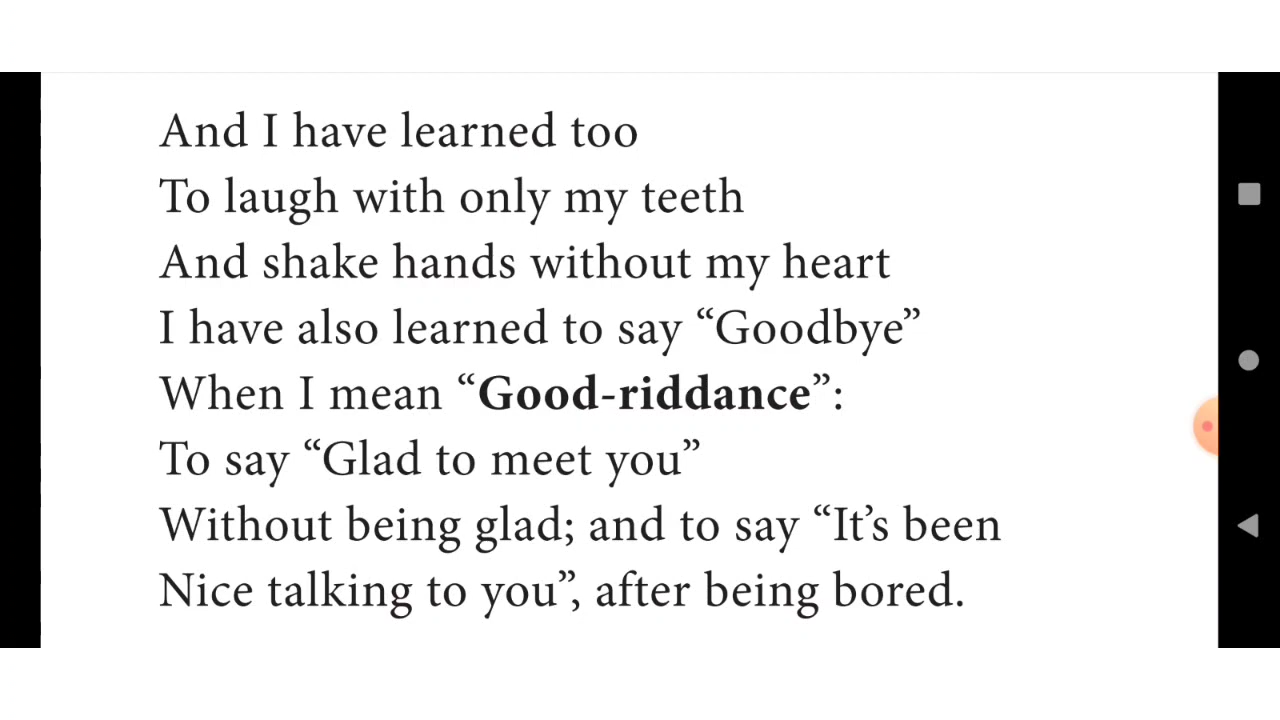 And I have learned too
To laugh with only my teeth
And shake hands without my heart
I have also learned to say “Goodbye”
When I mean “Good-riddance”:
To say “Glad to meet you”
Without being glad; and to say “It’s been
Nice talking to you”, after being bored.